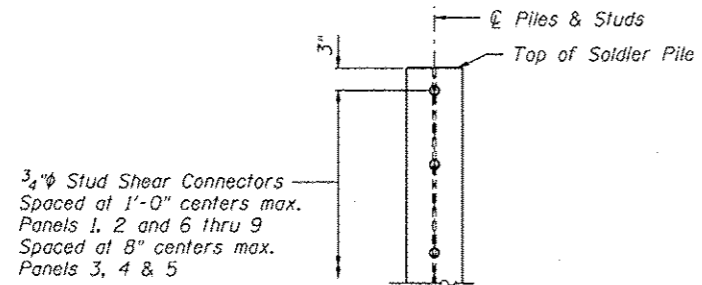 ℄ Piles & Studs
Top of Soldier Pile
3"
3/4"ϕ Stud Shear Connectors
Spaced at 1'-0" centers max.
Panels 1, 2 and 6 thru 9
Spaced at 8" centers max.
Panels 3, 4 & 5